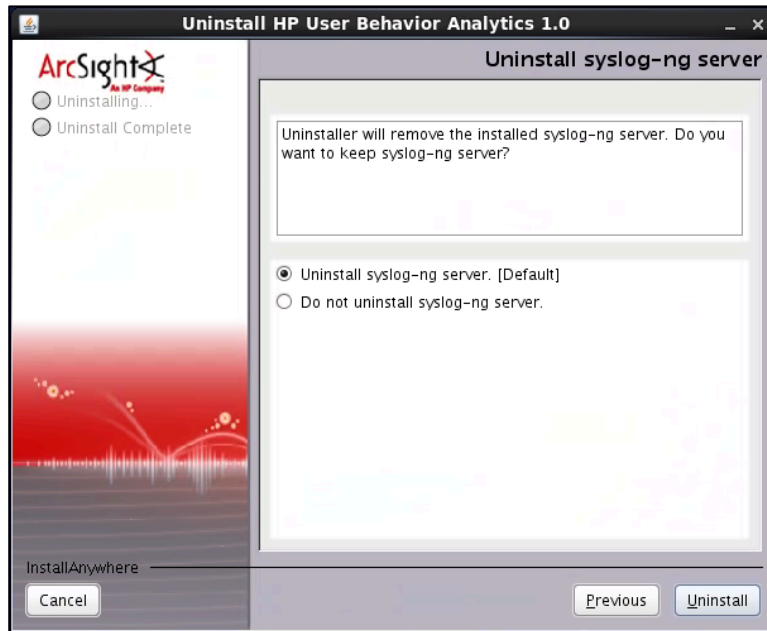 Uninstall HP User Behavior Analytics 1.0
ArcSight
An HP Company
Uninstalling...
Uninstall Complete
Uninstall syslog-ng server
Uninstaller will remove the installed syslog-ng server. Do you
want to keep syslog-ng server?
Uninstall syslog-ng server. [Default]
Do not uninstall syslog-ng server.
InstallAnywhere
Cancel
Previous
Uninstall